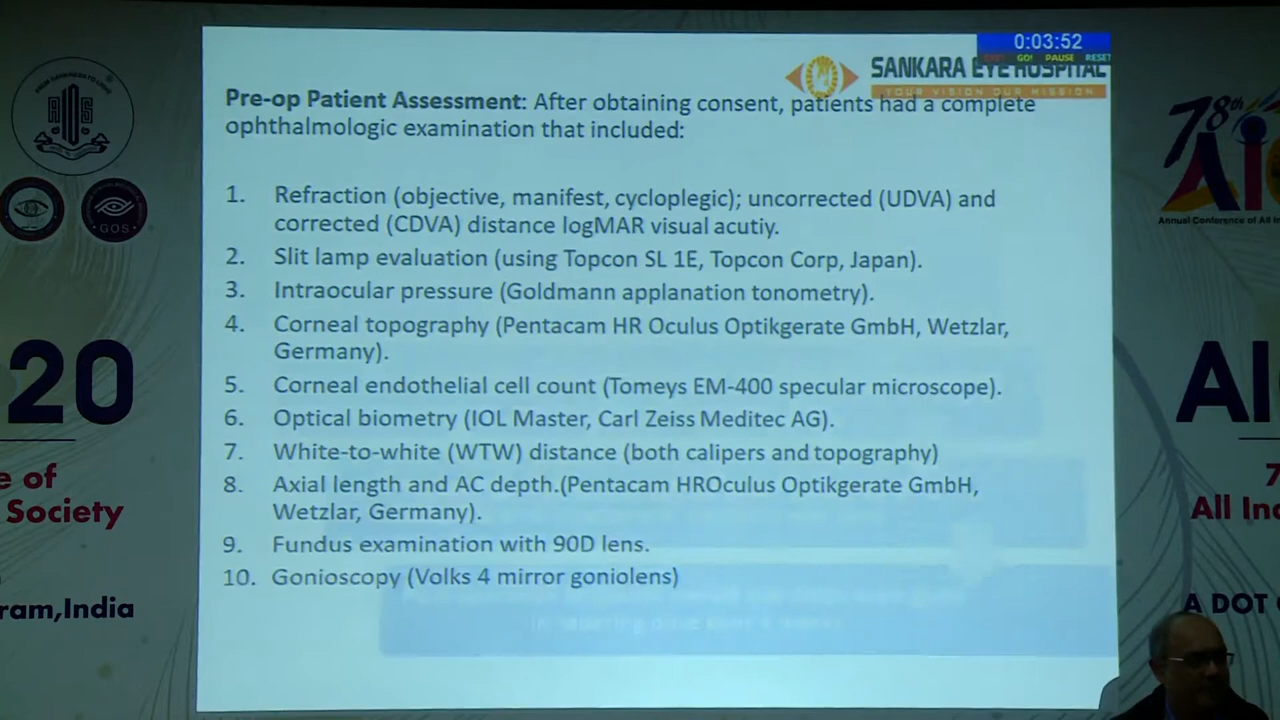 0:03:52
GO! PAUSE RESET
SANKARA EYE HOSPITAL
YOUR VISION OUR MISSION
Pre-op Patient Assessment: After obtaining consent, patients had a complete
ophthalmologic examination that included:
1. Refraction (objective, manifest, cycloplegic); uncorrected (UDVA) and
corrected (CDVA) distance logMAR visual acutiy.
2. Slit lamp evaluation (using Topcon SL 1E, Topcon Corp, Japan).
3. Intraocular pressure (Goldmann applanation tonometry).
4. Corneal topography (Pentacam HR Oculus Optikgerate GmbH, Wetzlar,
Germany).
5. Corneal endothelial cell count (Tomeys EM-400 specular microscope).
6. Optical biometry (IOL Master, Carl Zeiss Meditec AG).
7. White-to-white (WTW) distance (both calipers and topography)
8. Axial length and AC depth.(Pentacam HROculus Optikgerate GmbH,
Wetzlar, Germany).
9. Fundus examination with 90D lens.
10. Gonioscopy (Volks 4 mirror goniolens)
AIOS
GOS
20
e of
Society
ram,India
78th
AIO
Annual Conference of All In
AI
7
All Ind
A DOT